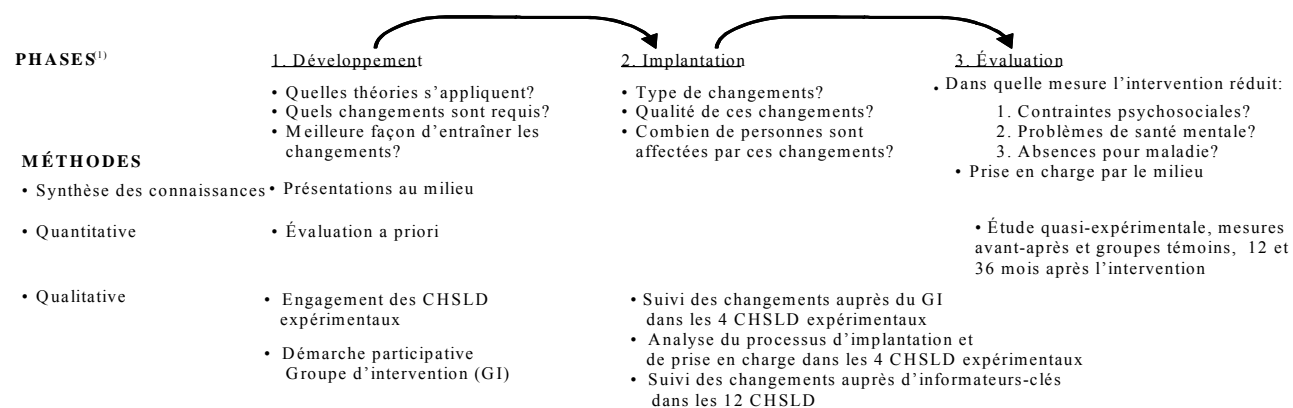 PHASES(1)
1. Développement
2. Implantation
3. Évaluation
• Quelles théories s’appliquent?
• Quels changements sont requis?
• Meilleure façon d’entraîner les
changements?
• Type de changements?
• Qualité de ces changements?
• Combien de personnes sont
affectées par ces changements?
• Dans quelle mesure l’intervention réduit:
1. Contraintes psychosociales?
2. Problèmes de santé mentale?
3. Absences pour maladie?
• Prise en charge par le milieu
MÉTHODES
• Synthèse des connaissances
• Présentations au milieu
• Quantitative
• Évaluation a priori
• Étude quasi-expérimentale, mesures
avant-après et groupes témoins, 12 et
36 mois après l’intervention
• Qualitative
• Engagement des CHSLD
expérimentaux
• Démarche participative
Groupe d’intervention (GI)
• Suivi des changements auprès du GI
dans les 4 CHSLD expérimentaux
• Analyse du processus d’implantation et
de prise en charge dans les 4 CHSLD expérimentaux
• Suivi des changements auprès d’informateurs-clés
dans les 12 CHSLD